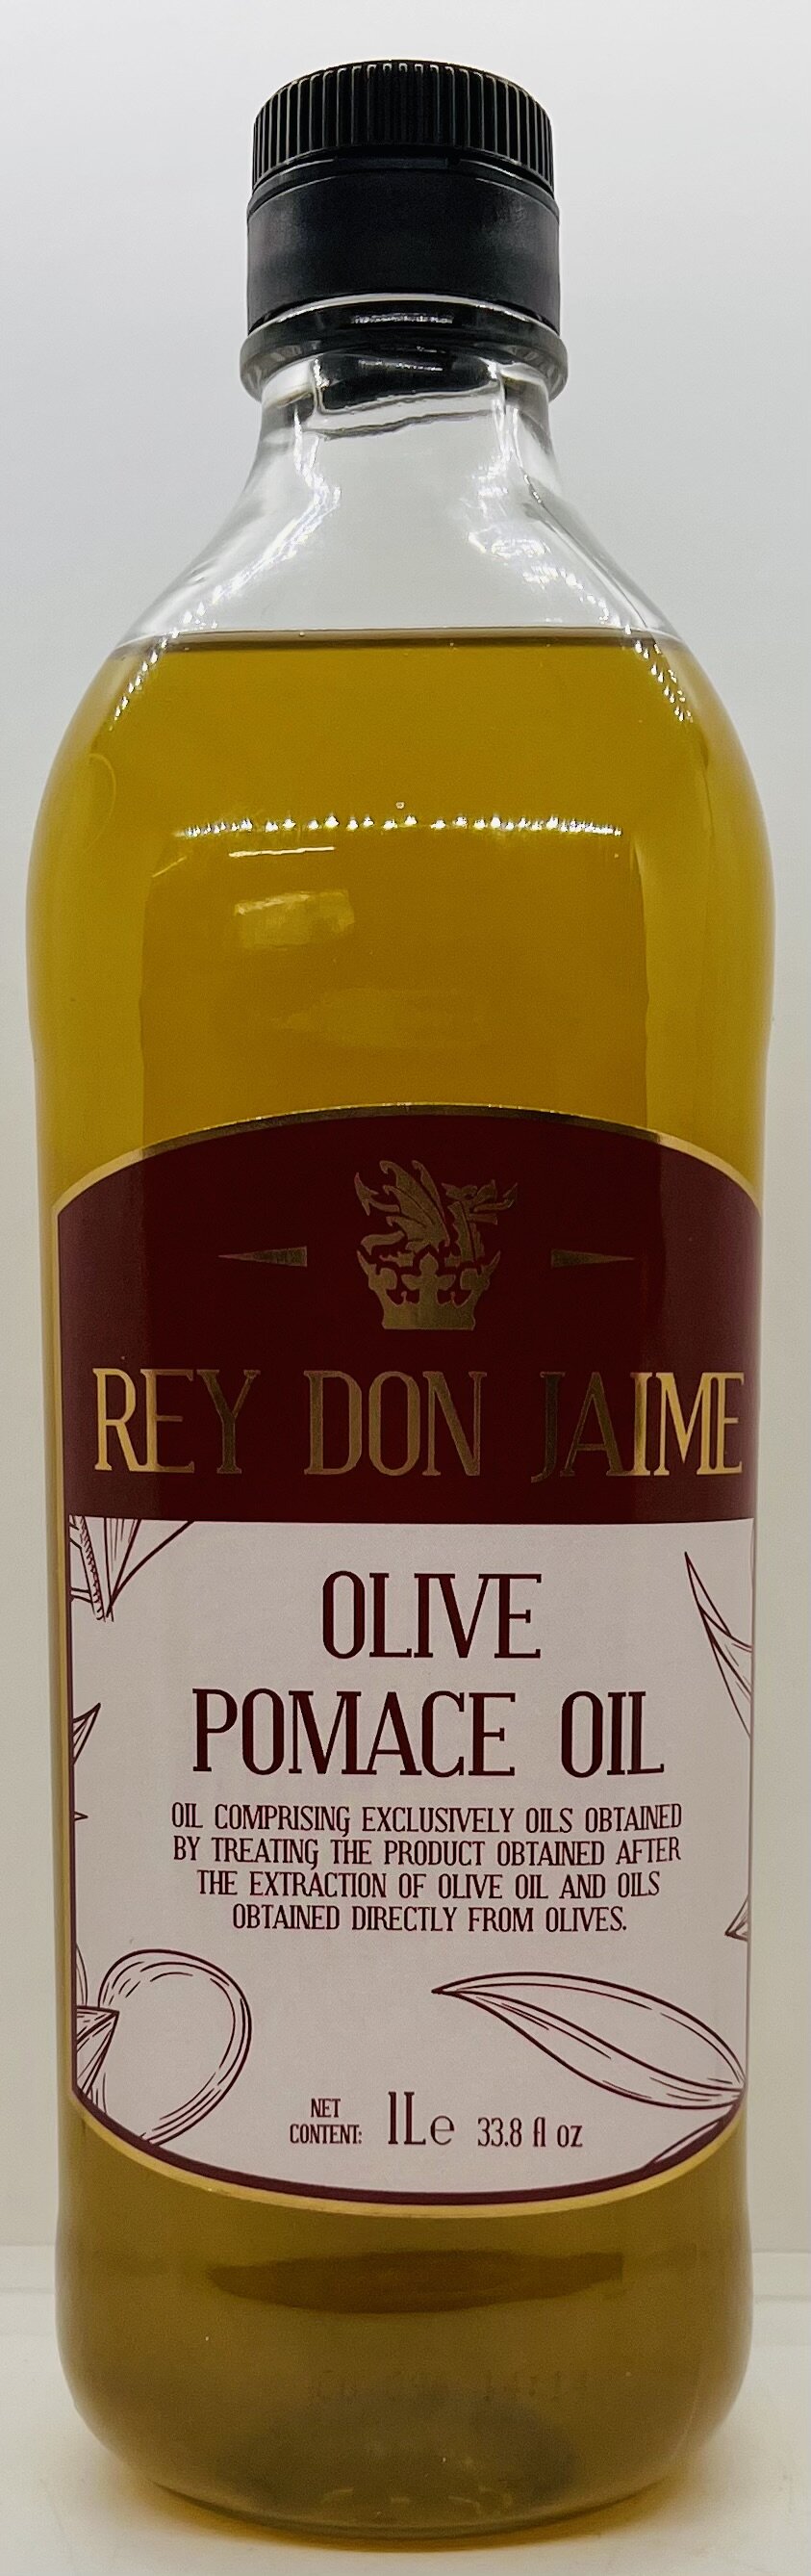 REY DON JAIME
OLIVE
POMACE OIL
OIL COMPRISING EXCLUSIVELY OILS OBTAINED
BY TREATING THE PRODUCT OBTAINED AFTER
THE EXTRACTION OF OLIVE OIL AND OILS
OBTAINED DIRECTLY FROM OLIVES.
NET
CONTENT: 1Le 33.8 fl oz